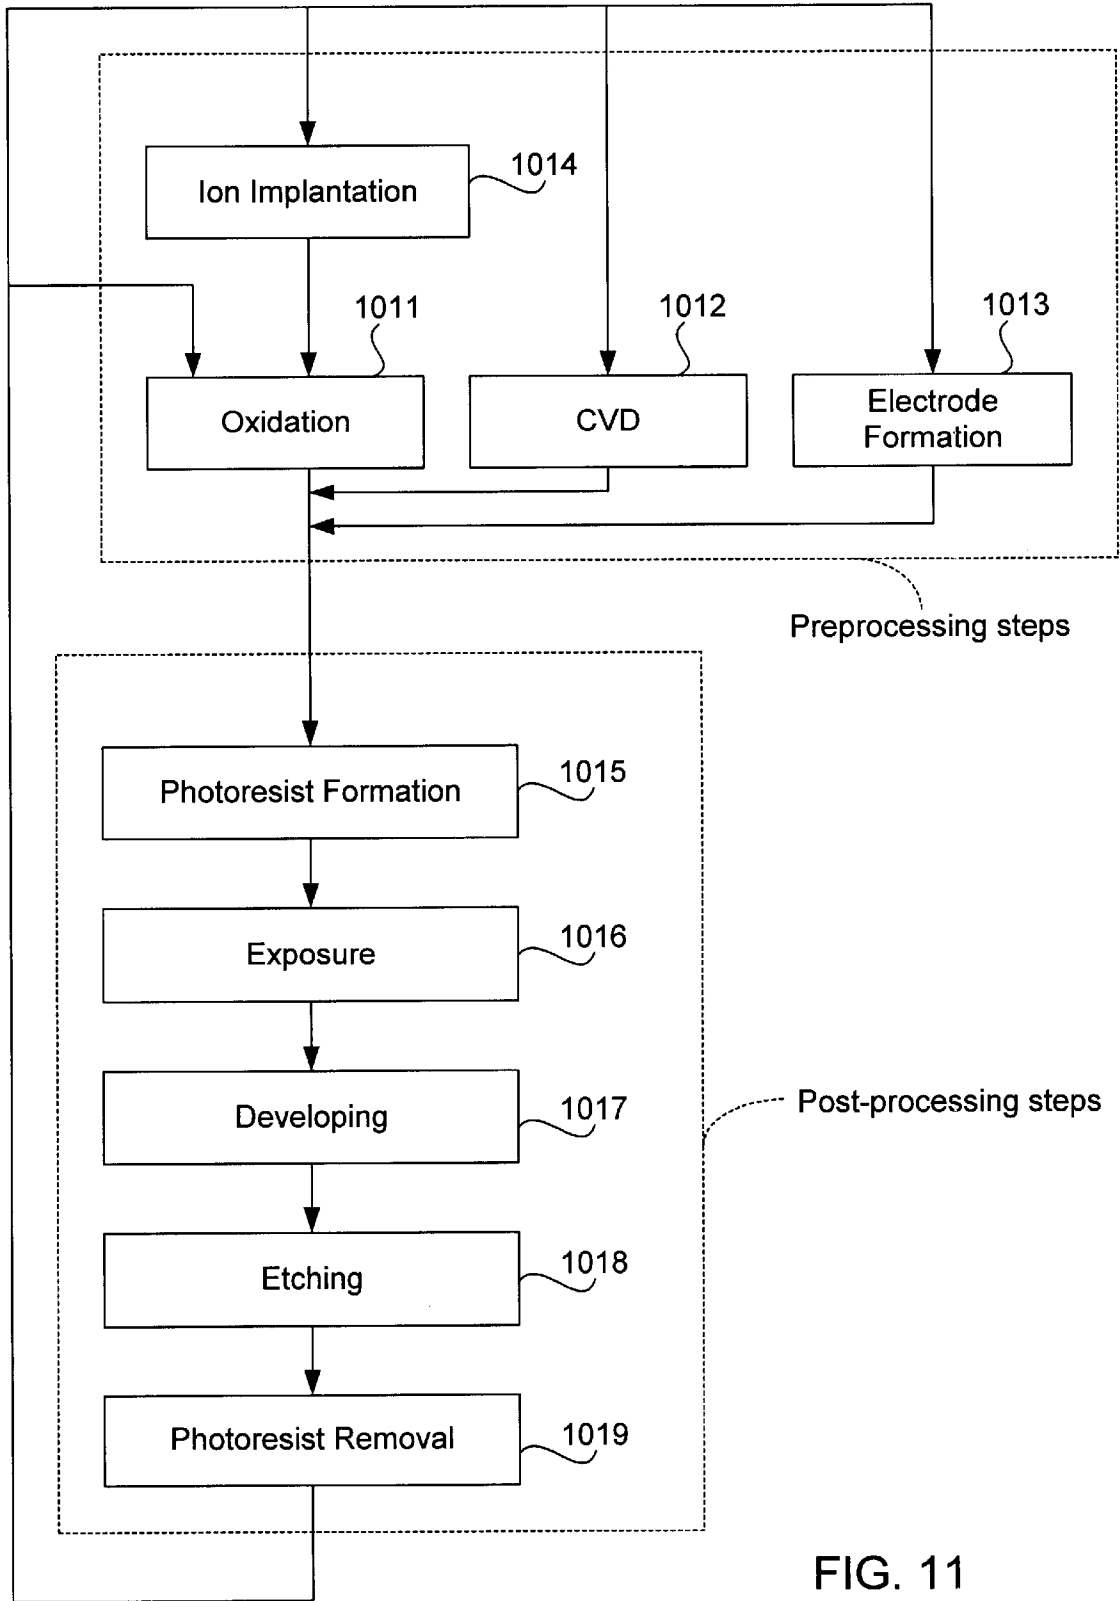 1014
Ion Implantation
1011
1012
1013
Oxidation
CVD
Electrode
Formation
Preprocessing steps
1015
Photoresist Formation
1016
Exposure
1017
Developing
Post-processing steps
1018
Etching
1019
Photoresist Removal
FIG. 11